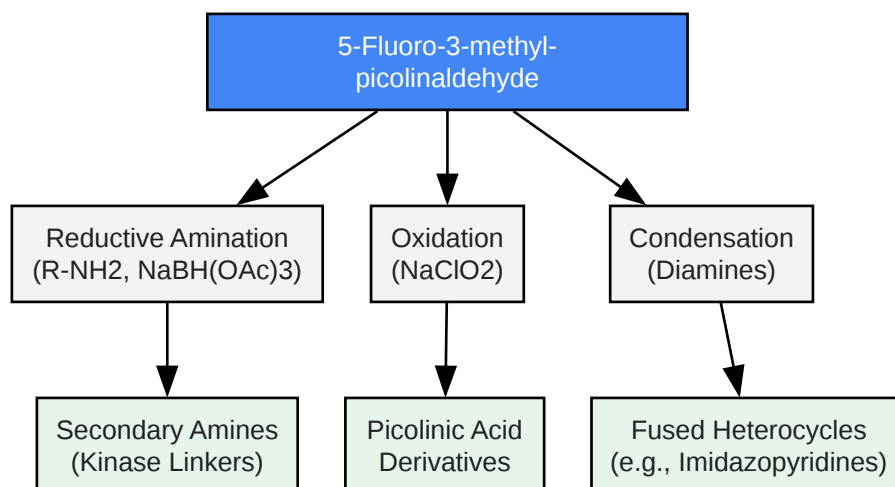 5-Fluoro-3-methyl-
picolinaldehyde
Reductive Amination
(R-NH2, NaBH(OAc)3)
Oxidation
(NaClO2)
Condensation
(Diamines)
Secondary Amines
(Kinase Linkers)
Picolinic Acid
Derivatives
Fused Heterocycles
(e.g., Imidazopyridines)